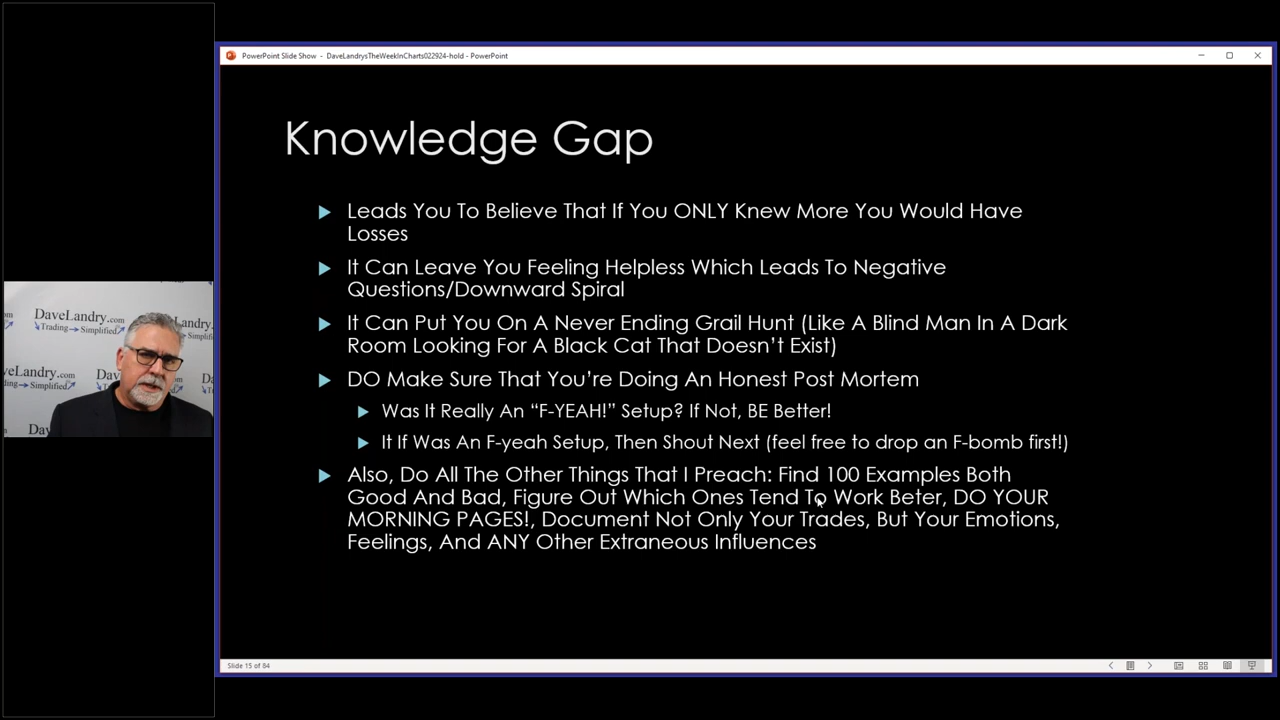 PowerPoint Slide Show - DaveLandrysTheWeekInCharts022924-hold - PowerPoint
Knowledge Gap
Leads You To Believe That If You ONLY Knew More You Would Have
Losses
It Can Leave You Feeling Helpless Which Leads To Negative
Questions/Downward Spiral
It Can Put You On A Never Ending Grail Hunt (Like A Blind Man In A Dark
Room Looking For A Black Cat That Doesn't Exist)
DO Make Sure That You're Doing An Honest Post Mortem
Was It Really An “F-YEAH!” Setup? If Not, BE Better!
It If Was An F-yeah Setup, Then Shout Next (feel free to drop an F-bomb first!)
Also, Do All The Other Things That I Preach: Find 100 Examples Both
Good And Bad, Figure Out Which Ones Tend To Work Beter, DO YOUR
MORNING PAGES!, Document Not Only Your Trades, But Your Emotions,
Feelings, And ANY Other Extraneous Influences
DaveLandry.com
Trading Simplified
Slide 15 of 84